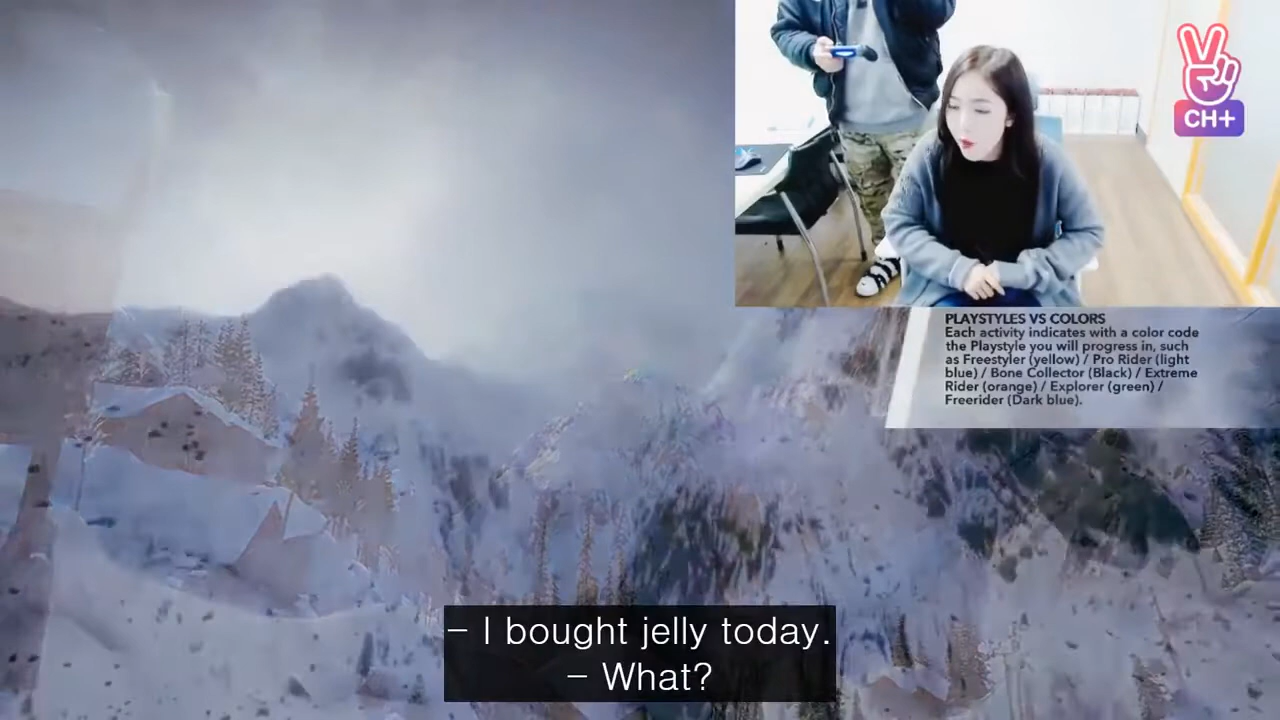 V
CH+
PLAYSTYLES VS COLORS
Each activity indicates with a color code
the Playstyle you will progress in, such
as Freestyler (yellow) / Pro Rider (light
blue) / Bone Collector (Black) / Extreme
Rider (orange) / Explorer (green) /
Freerider (Dark blue).
– I bought jelly today.
– What?